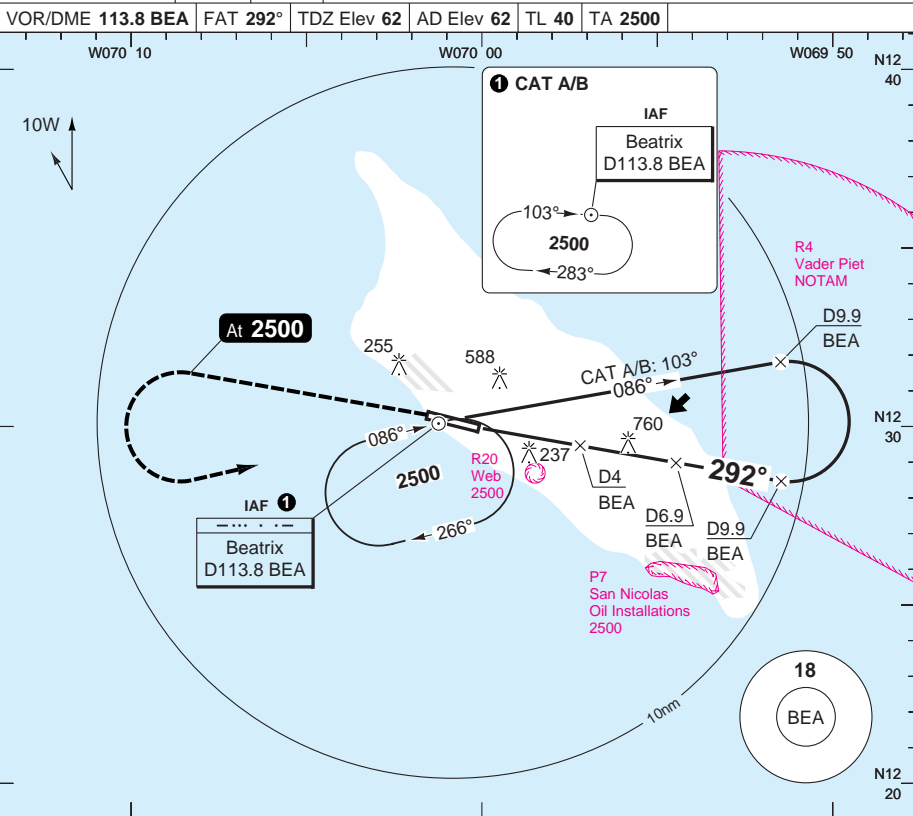 VOR/DME 113.8 BEA FAT 292° TDZ Elev 62 AD Elev 62 TL 40 TA 2500
W070 10
W070 00
W069 50
N12
40
10W
❶ CAT A/B
IAF
Beatrix
D113.8 BEA
103°
2500
283°
R4
Vader Piet
NOTAM
D9.9
BEA
At 2500
255
588
CAT A/B: 103°
086°
N12
30
086°
2500
266°
R20
Web
2500
237
760
D4
BEA
292°
D6.9
BEA
D9.9
BEA
IAF ❶
Beatrix
D113.8 BEA
P7
San Nicolas
Oil Installations
2500
10nm
18
BEA
N12
20